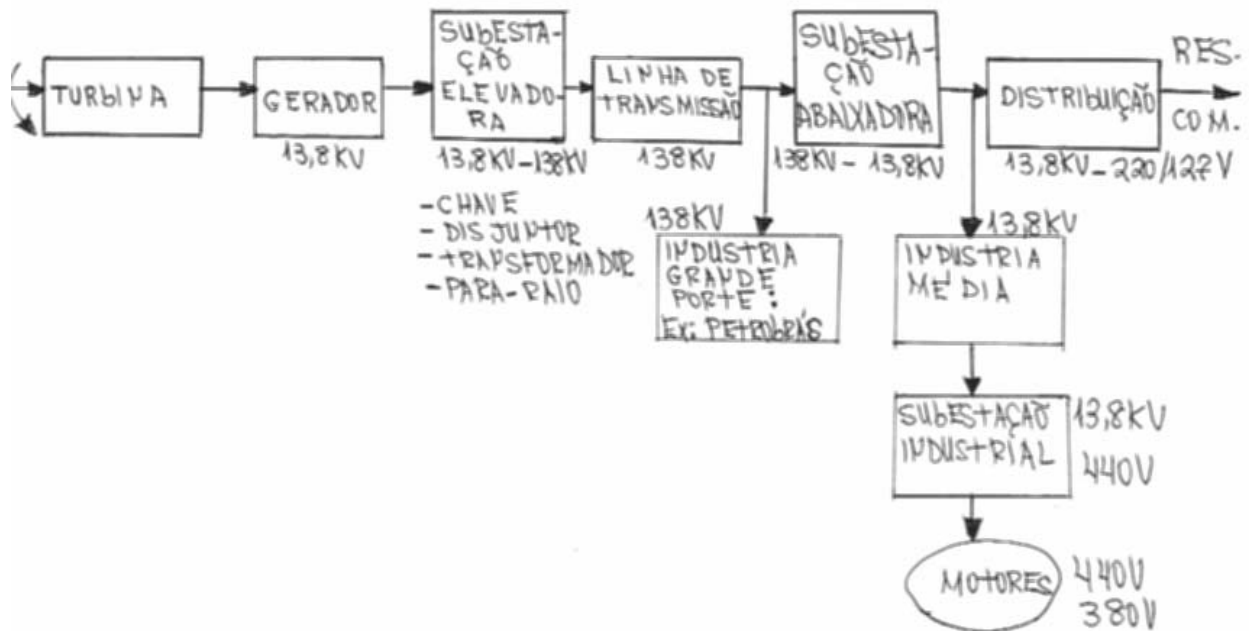 TURBINA
GERADOR
13,8KV
SUBESTA-
ÇÃO
ELEVADO-
RA
13,8KV-138KV
-CHAVE
-DISJUNTOR
-TRANSFORMADOR
-PARA-RAIO
LINHA DE
TRANSMISSÃO
138KV
138KV
INDUSTRIA
GRANDE
PORTE:
Ex: PETROBRÁS
SUBESTA-
ÇÃO
ABAIXADORA
138KV - 13,8KV
DISTRIBUIÇÃO
13,8KV-220/127V
RES.
COM.
13,8KV
INDUSTRIA
MÉDIA
SUBESTAÇAÕ
INDUSTRIAL
13,8KV
440V
MOTORES
440V
380V